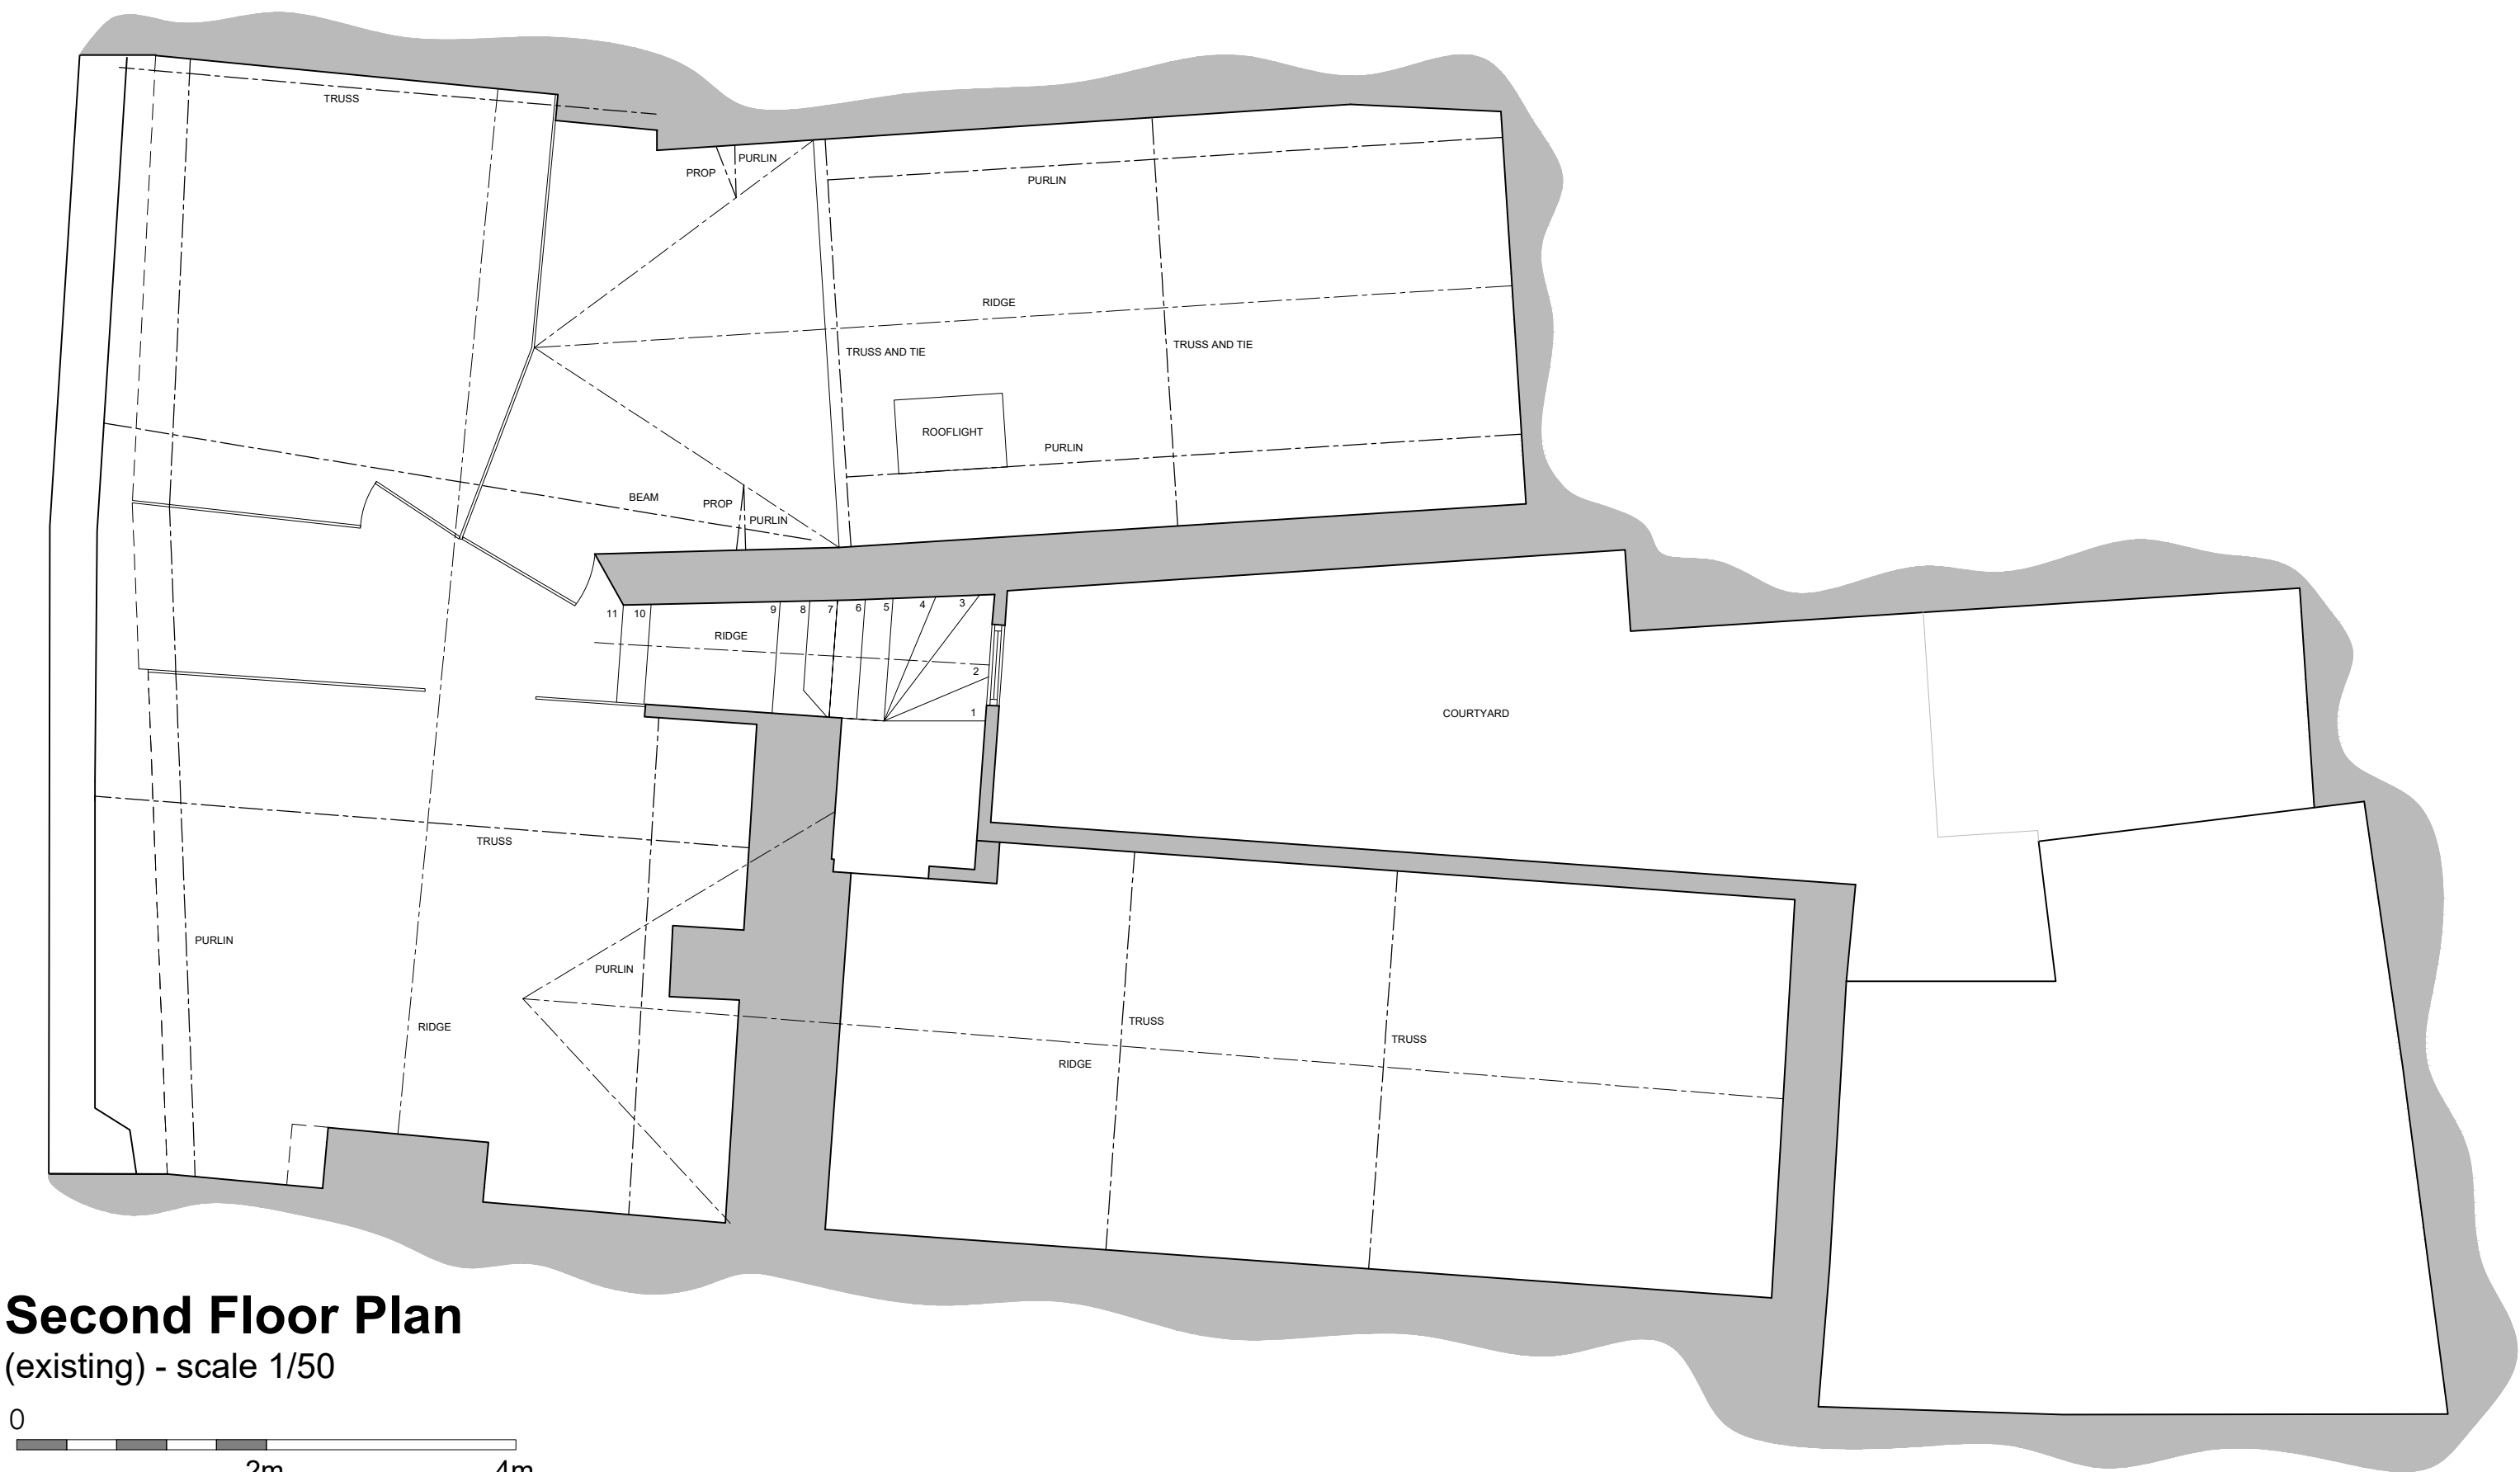 TRUSS
PURLIN
PROP
PURLIN
RIDGE
TRUSS AND TIE
TRUSS AND TIE
ROOFLIGHT
PURLIN
BEAM
PROP
PURLIN
11
10
9
8
7
6
5
4
3
RIDGE
2
1
COURTYARD
TRUSS
PURLIN
PURLIN
RIDGE
TRUSS
TRUSS
RIDGE
Second Floor Plan
(existing) - scale 1/50
0
2m
4m